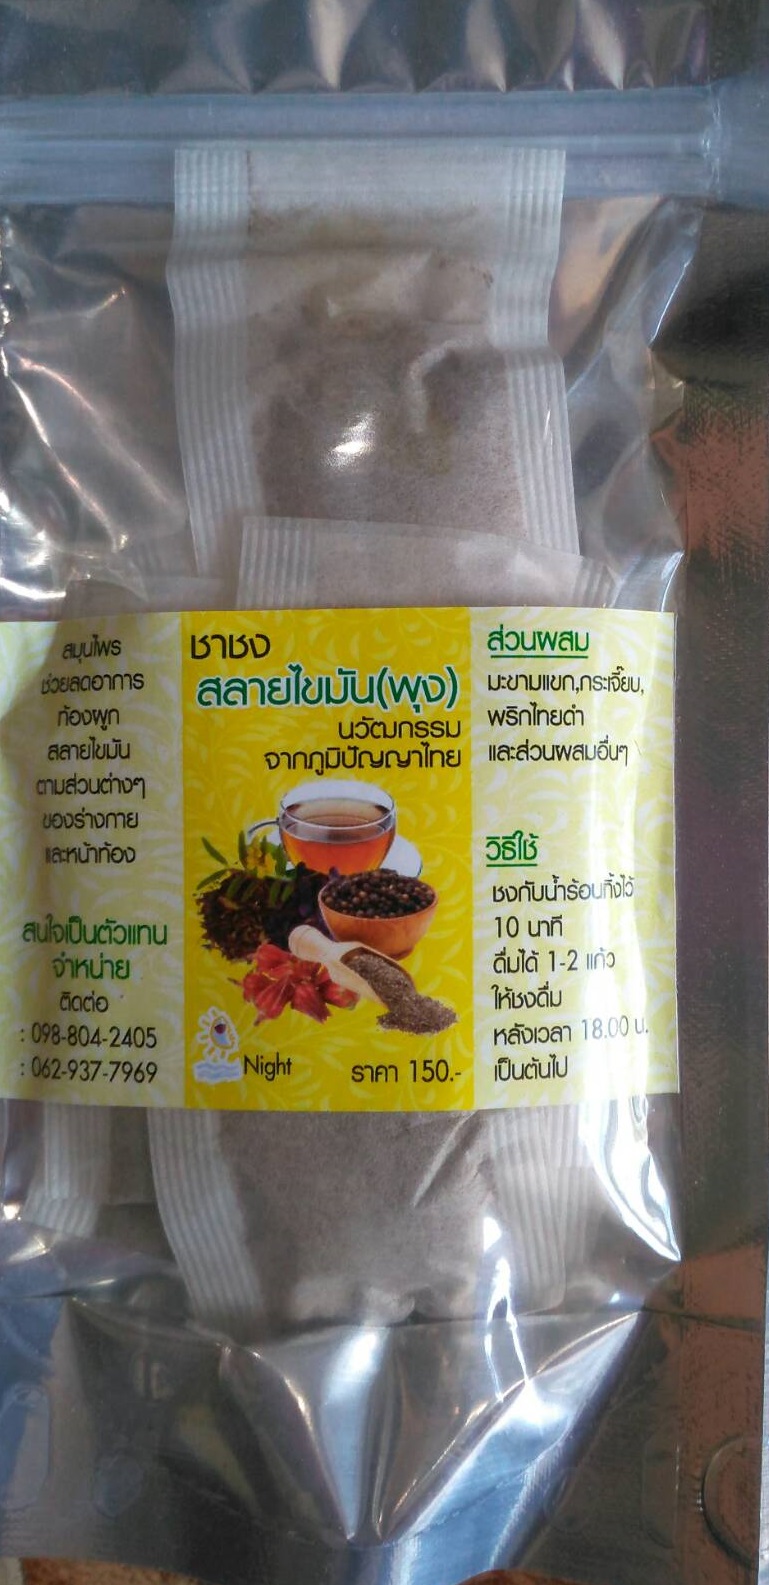 สมุนไพร
ช่วยลดอาการ
ท้องผูก
สลายไขมัน
ตามส่วนต่างๆ
ของร่างกาย
และหน้าท้อง
สนใจเป็นตัวแทน
จำหน่าย
ติดต่อ
: 098-804-2405
: 062-937-7969
ชาชง
สลายไขมัน(พุง)
นวัฒกรรม
จากภูมิปัญญาไทย
Night
ราคา 150.-
ส่วนผสม
มะขามแขก,กระเจี๊ยบ,
พริกไทยดำ
และส่วนผสมอื่นๆ
วิธีใช้
ชงกับน้ำร้อนทิ้งไว้
10 นาที
ดื่มได้ 1-2 แก้ว
ให้ชงดื่ม
หลังเวลา 18.00 น.
เป็นต้นไป